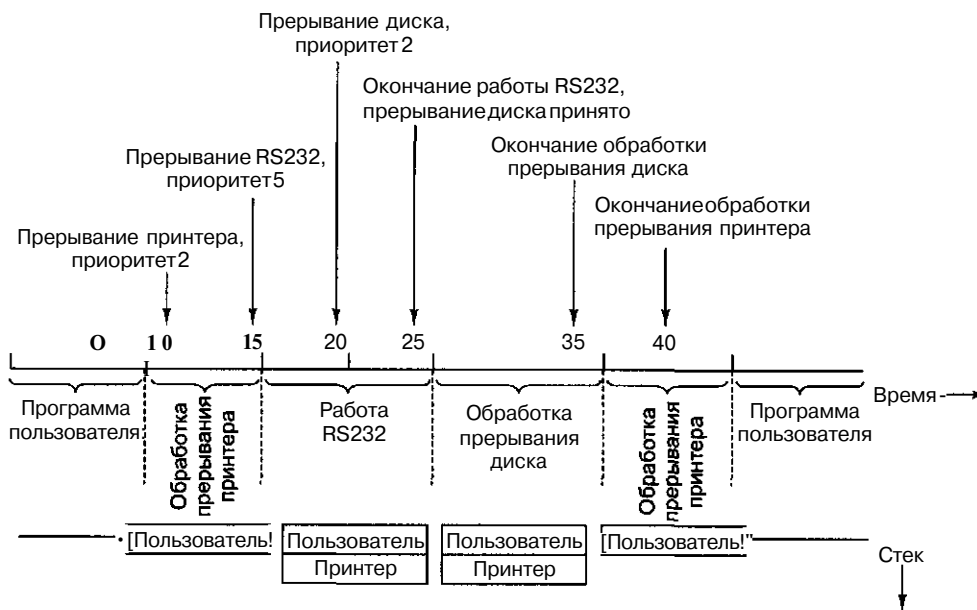 Прерывание диска,
приоритет 2
Окончание работы RS232,
прерывание диска принято
Прерывание RS232,
приоритет 5
Окончание обработки
прерывания диска
Прерывание принтера,
приоритет 2
Окончание обработки
прерывания принтера
О 10 15 20 25 35 40
Время
Программа
пользователя
Обработка
прерывания
принтера
Работа
RS232
Обработка
прерывания
диска
Обработка
прерывания
принтера
Программа
пользователя
[Пользователь!
Пользователь
Принтер
Пользователь
Принтер
[Пользователь!"
Стек